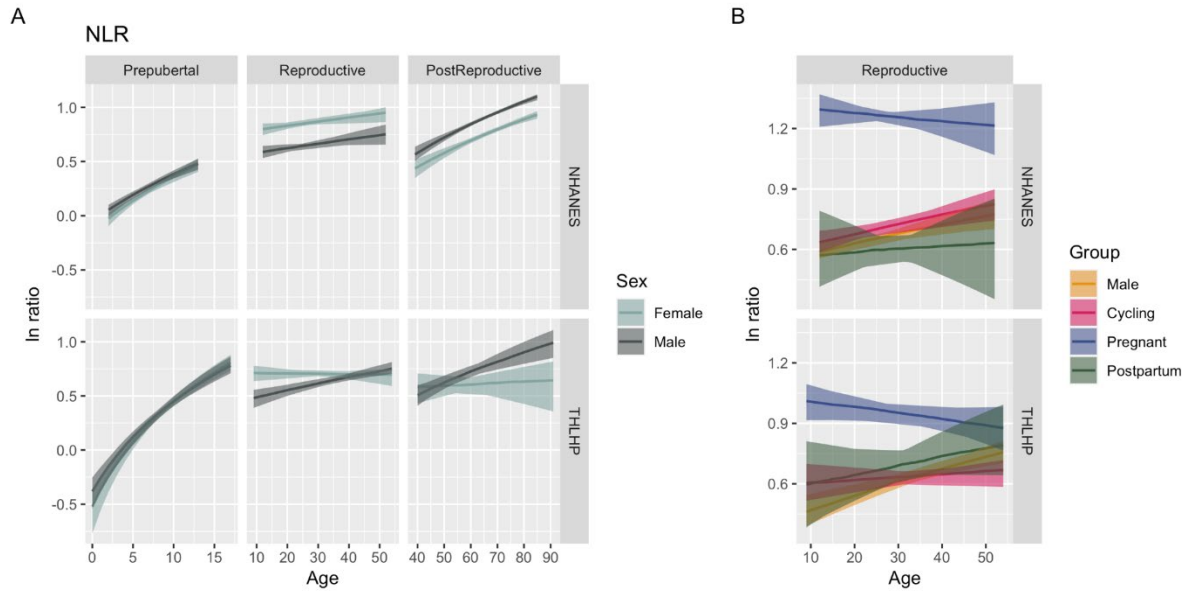 A
NLR
Prepubertal
Reproductive
PostReproductive
1.0
0.5
0.0
-0.5
NHANES
1.0
0.5
0.0
-0.5
THLHP
ln ratio
0 5 10 15
10 20 30 40 50
40 50 60 70 80 90
Age
Sex
Female
Male
B
Reproductive
1.2
0.9
0.6
NHANES
1.2
0.9
0.6
THLHP
ln ratio
10 20 30 40 50
Age
Group
Male
Cycling
Pregnant
Postpartum